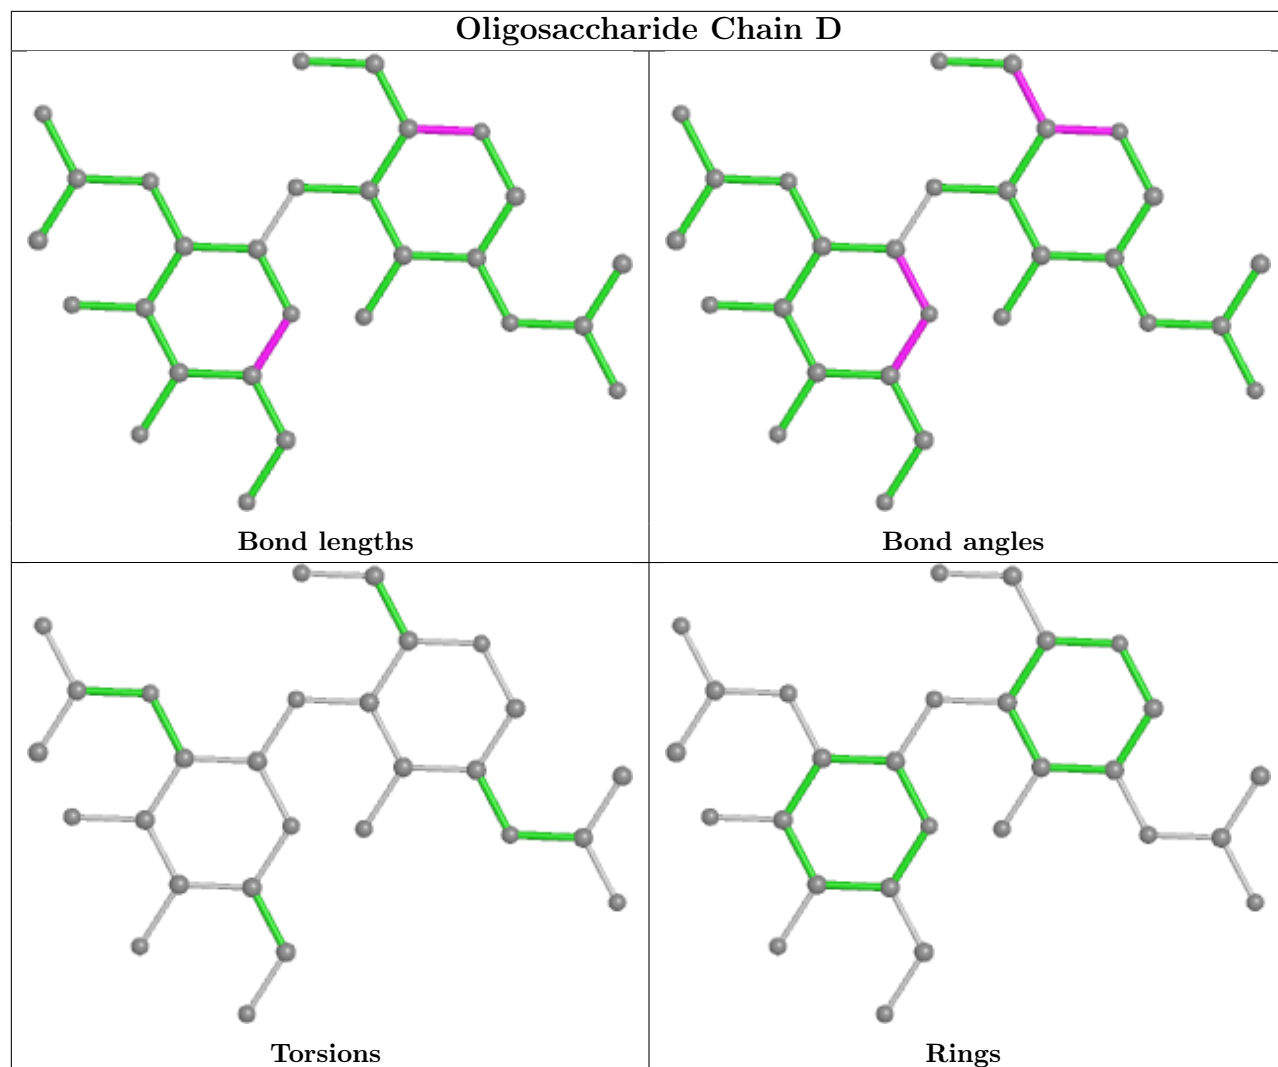 Oligosaccharide Chain D
Bond lengths
Bond angles
Torsions
Rings